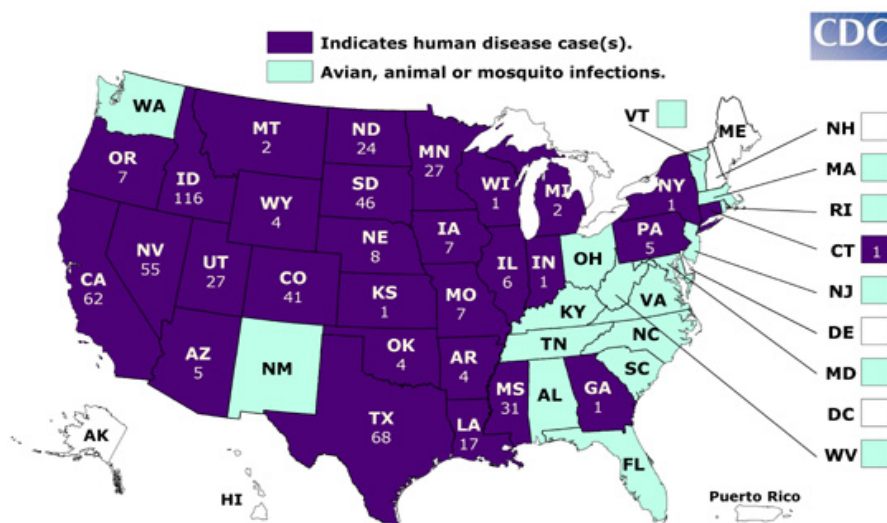 Indicates human disease case(s).
Avian, animal or mosquito infections.
CDC
WA
MT
2
ND
24
MN
27
VT
ME
NH
OR
7
ID
116
WY
4
SD
46
WI
1
MI
2
NY
1
MA
RI
NV
55
UT
27
CO
41
NE
8
IA
7
IL
6
IN
1
OH
PA
5
CT
1
CA
62
KS
1
MO
7
KY
VA
NJ
AZ
5
NM
OK
4
AR
4
TN
NC
SC
DE
MD
TX
68
LA
17
MS
31
AL
GA
1
DC
AK
HI
FL
WV
Puerto Rico